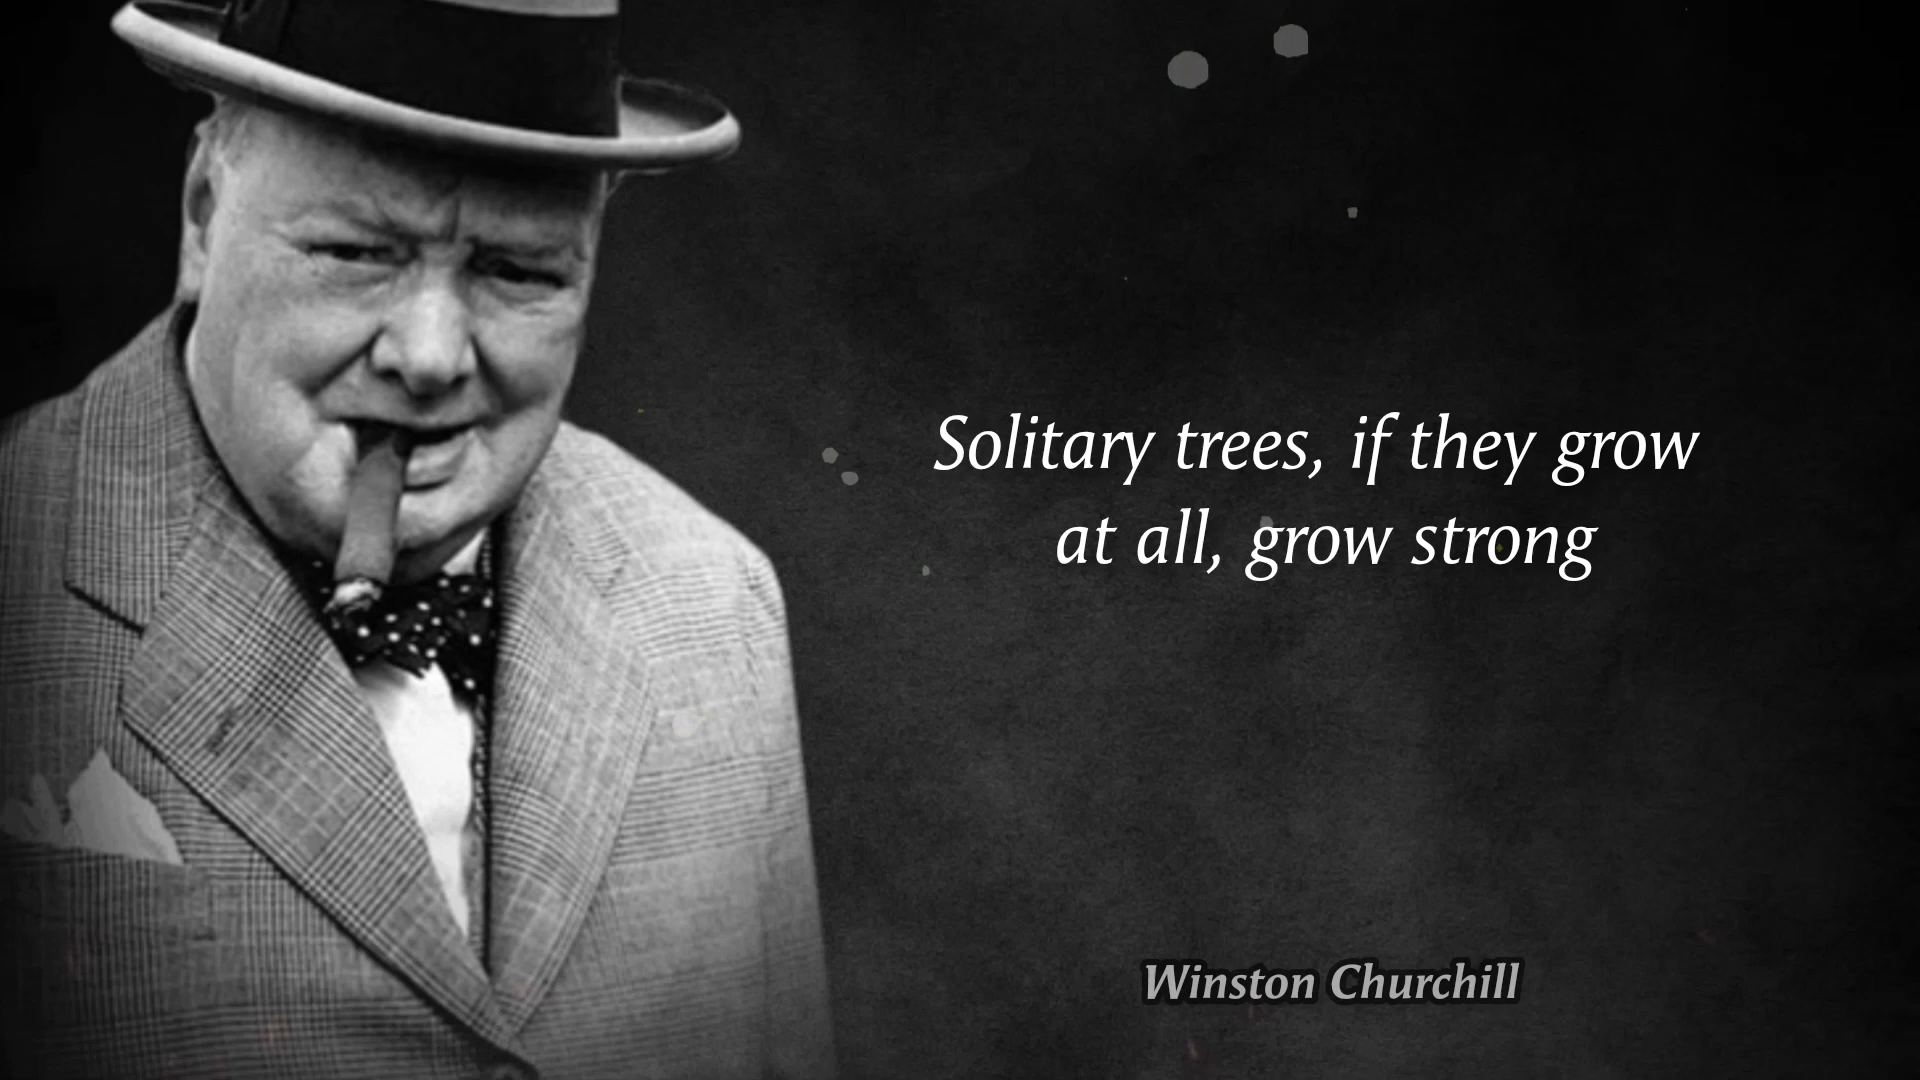 Solitary trees, if they grow
at all, grow strong
Winston Churchill